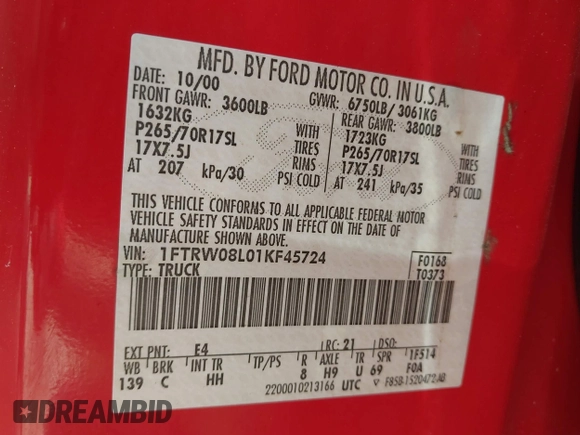 MFD. BY FORD MOTOR CO. IN U.S.A.
DATE: 10/00 GVWR: 6750LB/ 3061KG
FRONT GAWR: 3600LB REAR GAWR: 3800LB
1632KG WITH 1723KG WITH
P265/70R17SL TIRES P265/70R17SL TIRES
17X7.5J RIMS 17X7.5J RIMS
AT 207 kPa/30 PSI COLD AT 241 kPa/35 PSI COLD
THIS VEHICLE CONFORMS TO ALL APPLICABLE FEDERAL MOTOR
VEHICLE SAFETY STANDARDS IN EFFECT ON THE DATE OF
MANUFACTURE SHOWN ABOVE.
VIN: 1FTRW08L01KF45724 F0168
TYPE: TRUCK T0373
EXT PNT: E4 RC: 21 DSO:
WB BRK INT TR TP/PS R AXLE TR SPR 1F514
139 C HH 8 H9 U 69 F0A
2200010213166 UTC F85B-1520472-AB
DREAMBID